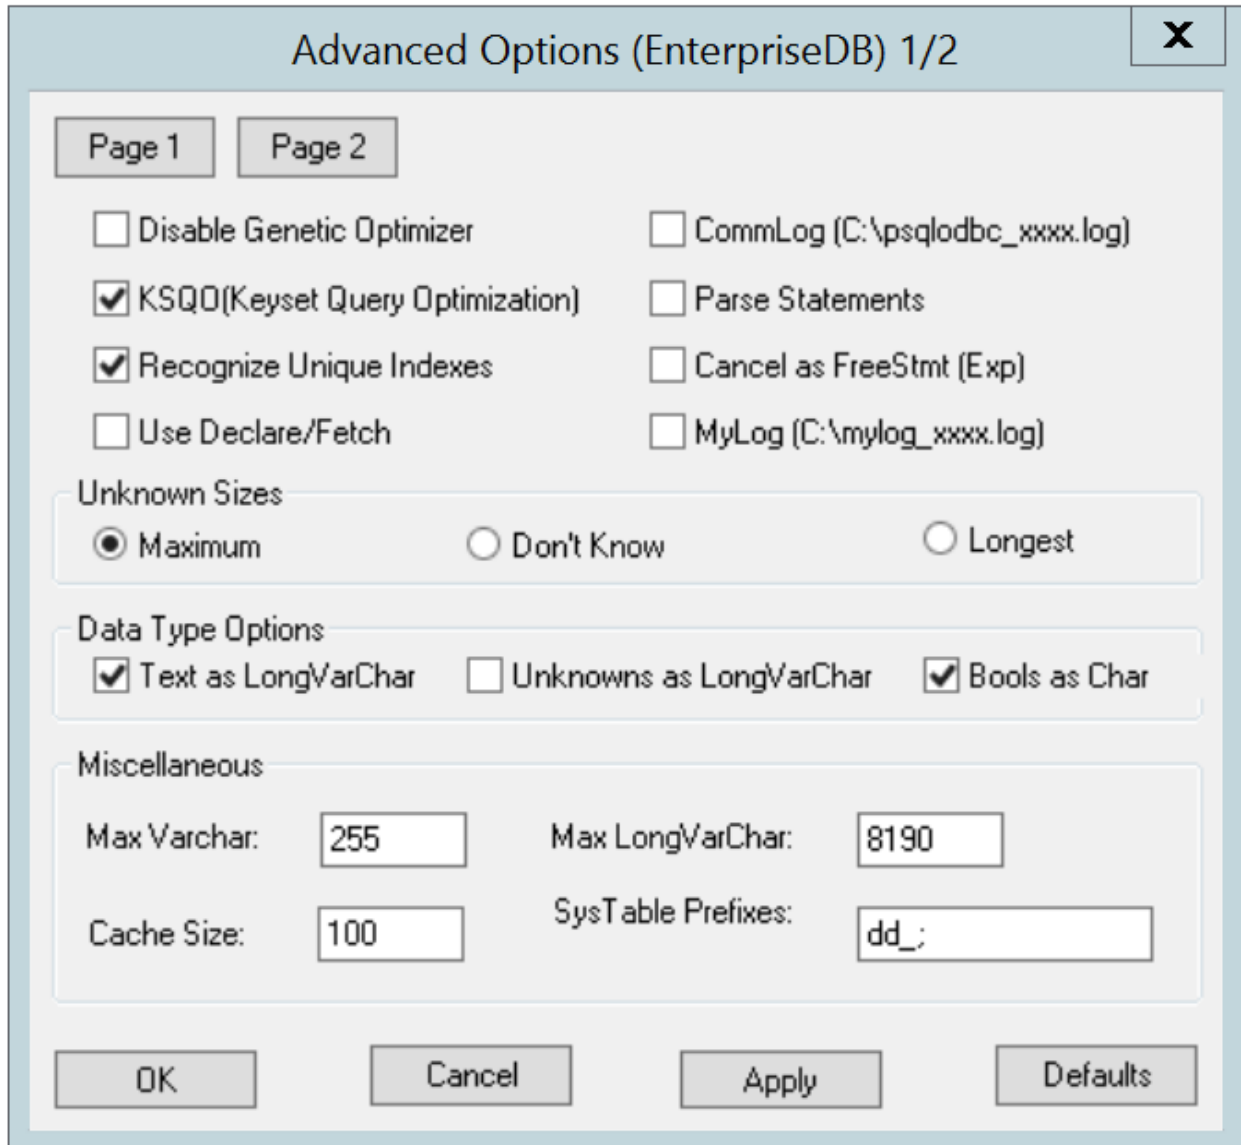 Advanced Options (EnterpriseDB) 1/2
X
Page 1 Page 2
Disable Genetic Optimizer CommLog (C:\psqlodbc_xxxx.log)
KSQO(Keyset Query Optimization) Parse Statements
Recognize Unique Indexes Cancel as FreeStmt (Exp)
Use Declare/Fetch MyLog (C:\mylog_xxxx.log)
Unknown Sizes
Maximum Don't Know Longest
Data Type Options
Text as LongVarChar Unknowns as LongVarChar Bools as Char
Miscellaneous
Max Varchar: 255 Max LongVarChar: 8190
Cache Size: 100 SysTable Prefixes: dd_;
OK Cancel Apply Defaults